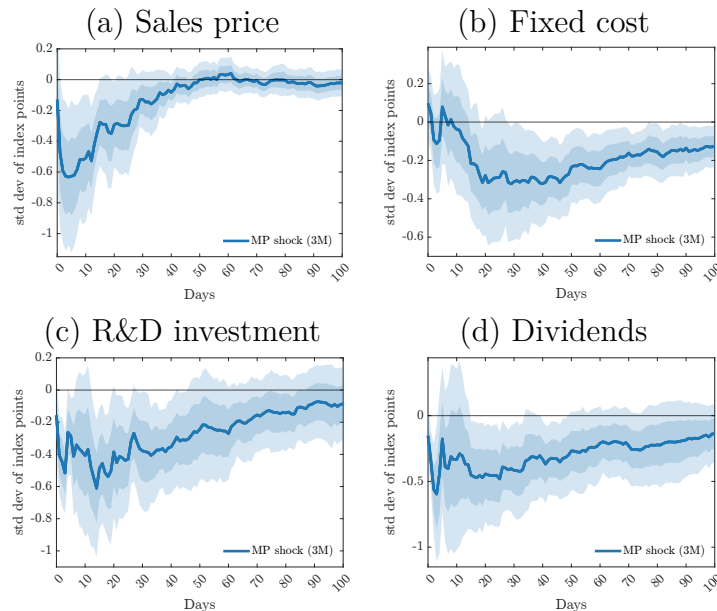 (a) Sales price
0.2
0
-0.2
-0.4
-0.6
-0.8
-1
std dev of index points
MP shock (3M)
0 10 20 30 40 50 60 70 80 90 100
Days
(b) Fixed cost
0.2
0
-0.2
-0.4
-0.6
std dev of index points
MP shock (3M)
0 10 20 30 40 50 60 70 80 90 100
Days
(c) R&D investment
0.2
0
-0.2
-0.4
-0.6
-0.8
-1
std dev of index points
MP shock (3M)
0 10 20 30 40 50 60 70 80 90 100
Days
(d) Dividends
0
-0.5
-1
std dev of index points
MP shock (3M)
0 10 20 30 40 50 60 70 80 90 100
Days